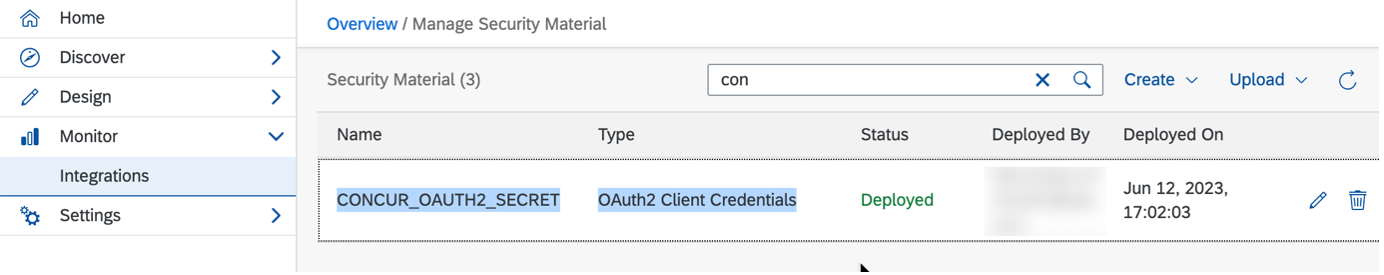 Home
Overview / Manage Security Material
Discover
Security Material (3)
con
Create
Upload
Design
Monitor
Name
Type
Status
Deployed By
Deployed On
Integrations
CONCUR_OAUTH2_SECRET
OAuth2 Client Credentials
Deployed
Jun 12, 2023,
17:02:03
Settings